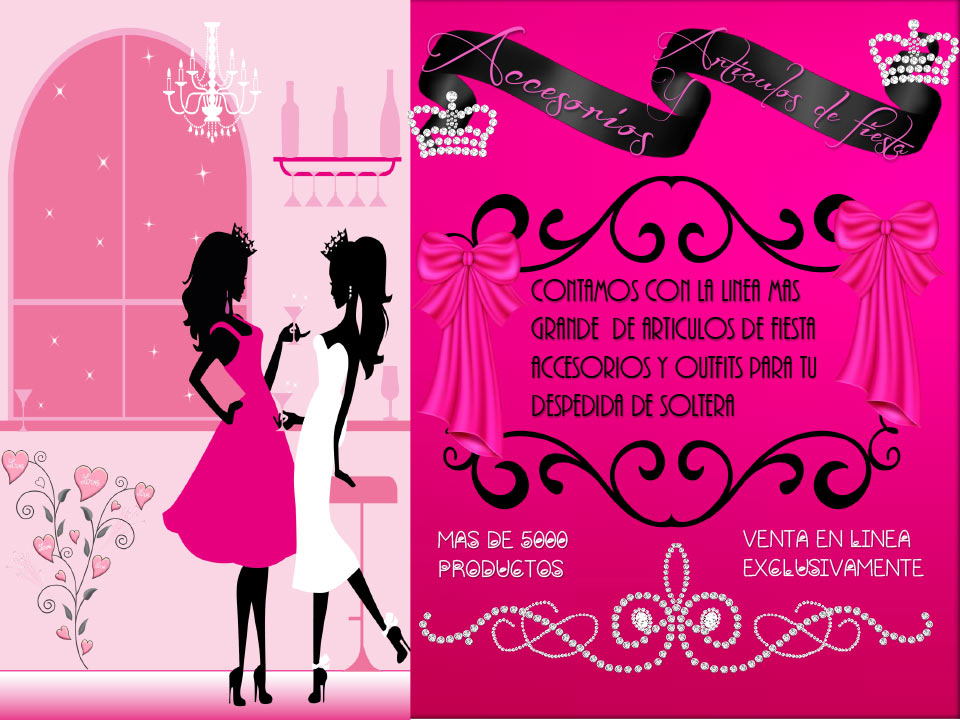 Accesorios
Y
Artículos de fiesta
CONTAMOS CON LA LINEA MAS
GRANDE DE ARTICULOS DE FIESTA
ACCESORIOS Y OUTFITS PARA TU
DESPEDIDA DE SOLTERA
MAS DE 5000
PRODUCTOS
VENTA EN LINEA
EXCLUSIVAMENTE